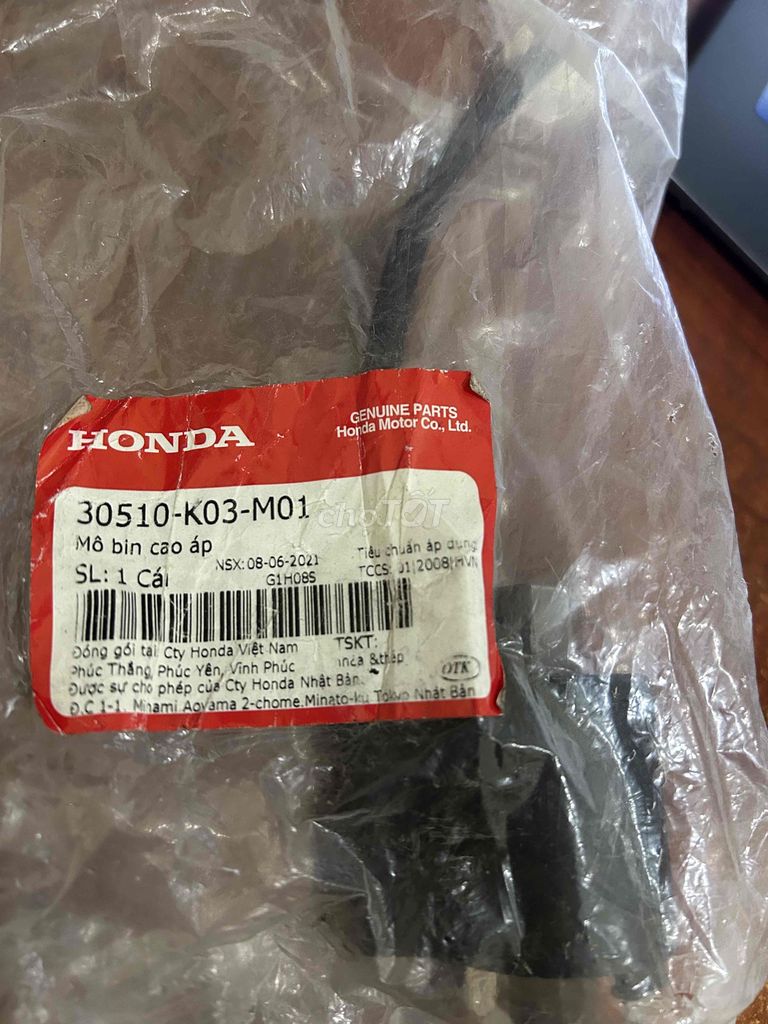 HONDA
GENUINE PARTS
Honda Motor Co., Ltd.
30510-K03-M01
choTỐT
Mô bin cao áp
SL: 1 Cái
NSX: 08-06-2021
G1H08S
Tiêu chuẩn áp dụng
TCCS: 01|2008|HVN
Đóng gói tại Cty Honda Việt Nam
Phúc Thắng, Phúc Yên, Vĩnh Phúc
Được sự cho phép của Cty Honda Nhật Bản.
Đ.C 1-1, Minami Aoyama 2-chome,Minato-ku Tokyo Nhật Bản
TSKT:
&thép
OTK